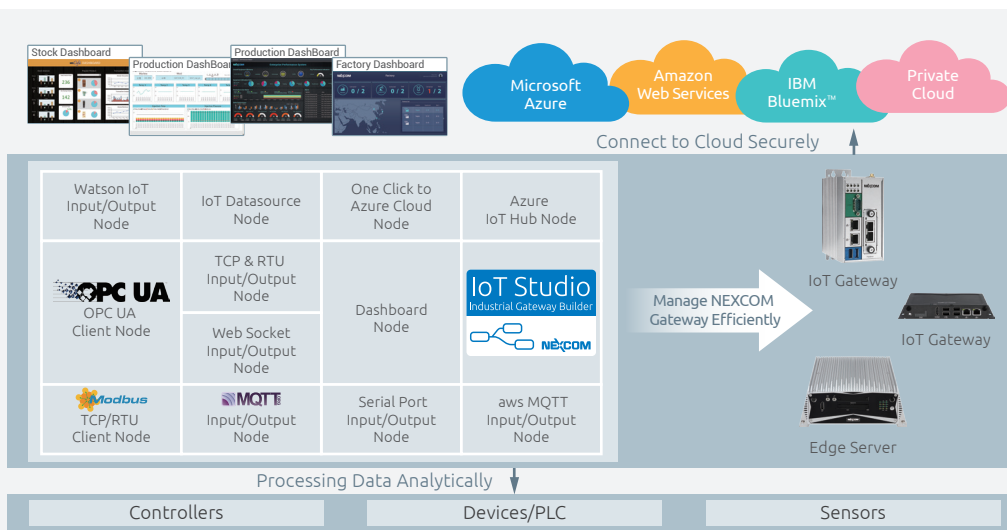 Stock Dashboard
Production DashBoard
Production DashBoard
Factory Dashboard
Microsoft
Azure
Amazon
Web Services
IBM
Bluemix™
Private
Cloud
Connect to Cloud Securely
Watson IoT
Input/Output
Node
IoT Datasource
Node
One Click to
Azure Cloud
Node
Azure
IoT Hub Node
OPC UA
OPC UA
Client Node
TCP & RTU
Input/Output
Node
Web Socket
Input/Output
Node
Dashboard
Node
IoT Studio
Industrial Gateway Builder
NEXCOM
Modbus
TCP/RTU
Client Node
MQTT
Input/Output
Node
Serial Port
Input/Output
Node
aws MQTT
Input/Output
Node
Manage NEXCOM
Gateway Efficiently
NEXCOM
IoT Gateway
IoT Gateway
Edge Server
Processing Data Analytically
Controllers
Devices/PLC
Sensors